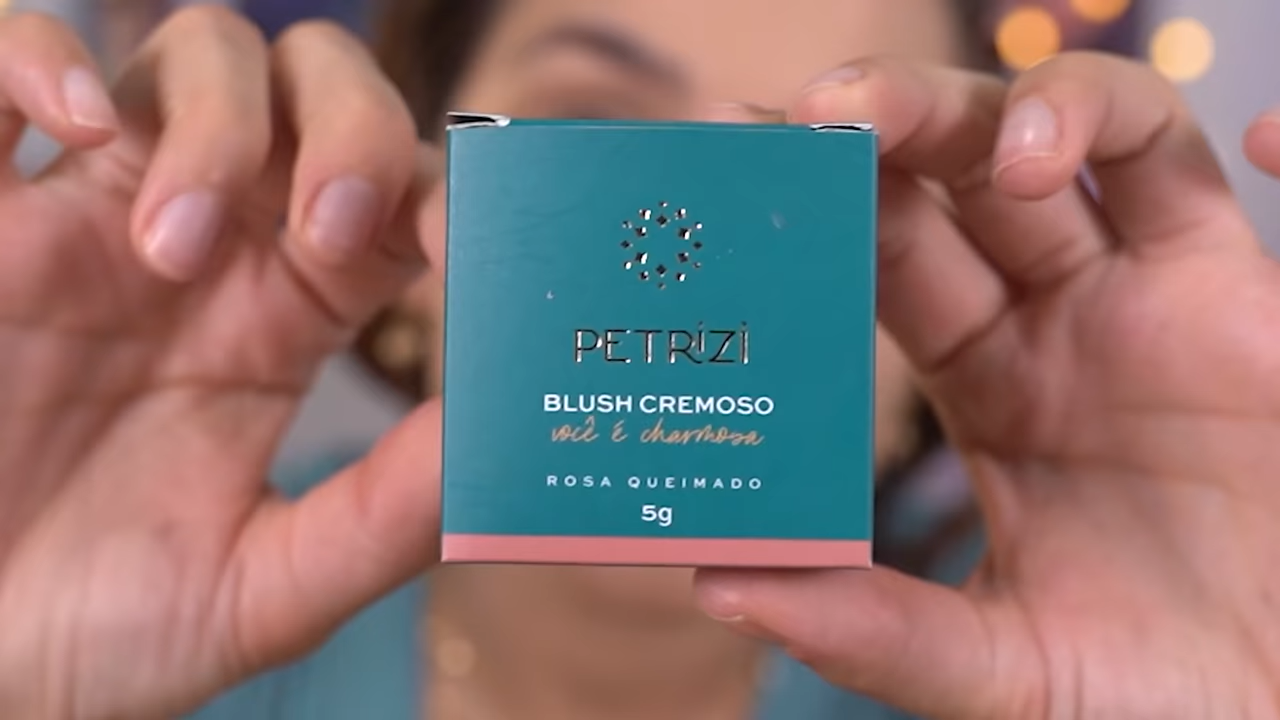 PETRIZI
BLUSH CREMOSO
você é charmosa
ROSA QUEIMADO
5g